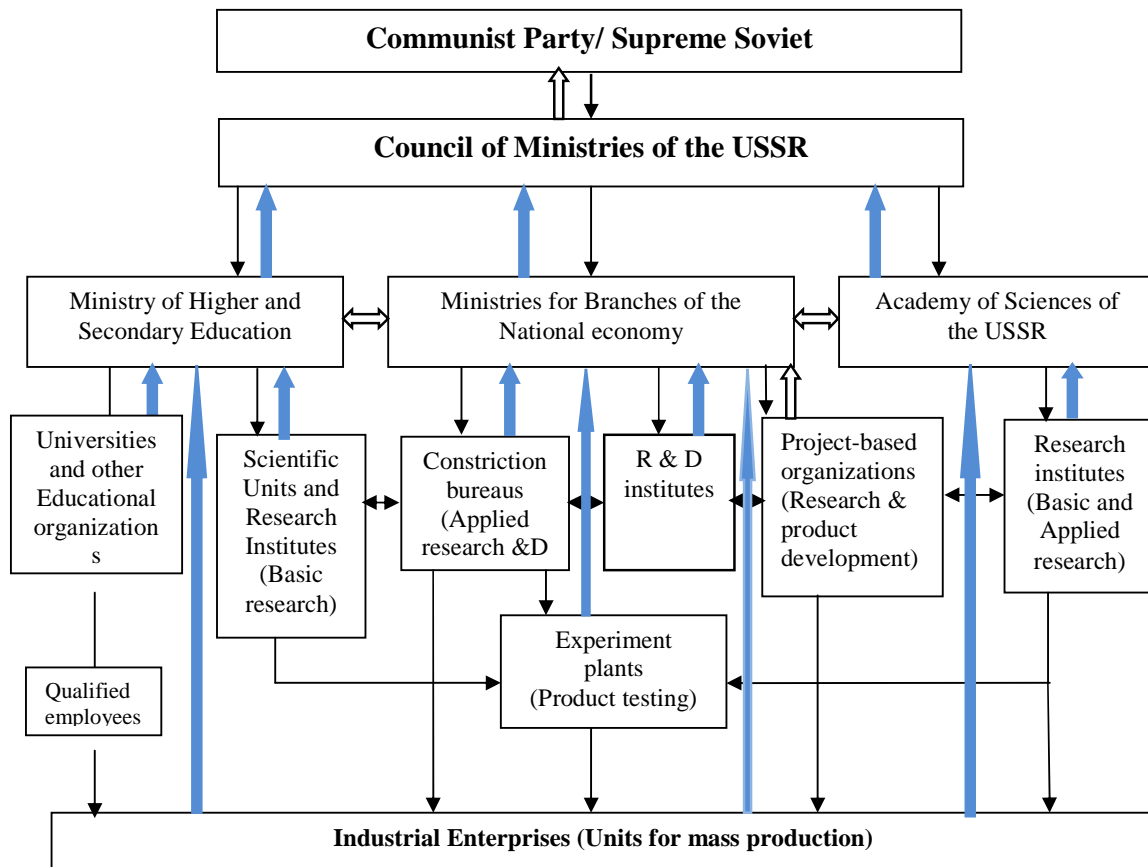 Communist Party/ Supreme Soviet
Council of Ministries of the USSR
Ministry of Higher and
Secondary Education
Ministries for Branches of the
National economy
Academy of Sciences of
the USSR
Universities
and other
Educational
organization
s
Scientific
Units and
Research
Institutes
(Basic
research)
Constriction
bureaus
(Applied
research &D
R & D
institutes
Project-based
organizations
(Research &
product
development)
Research
institutes
(Basic and
Applied
research)
Qualified
employees
Experiment
plants
(Product testing)
Industrial Enterprises (Units for mass production)